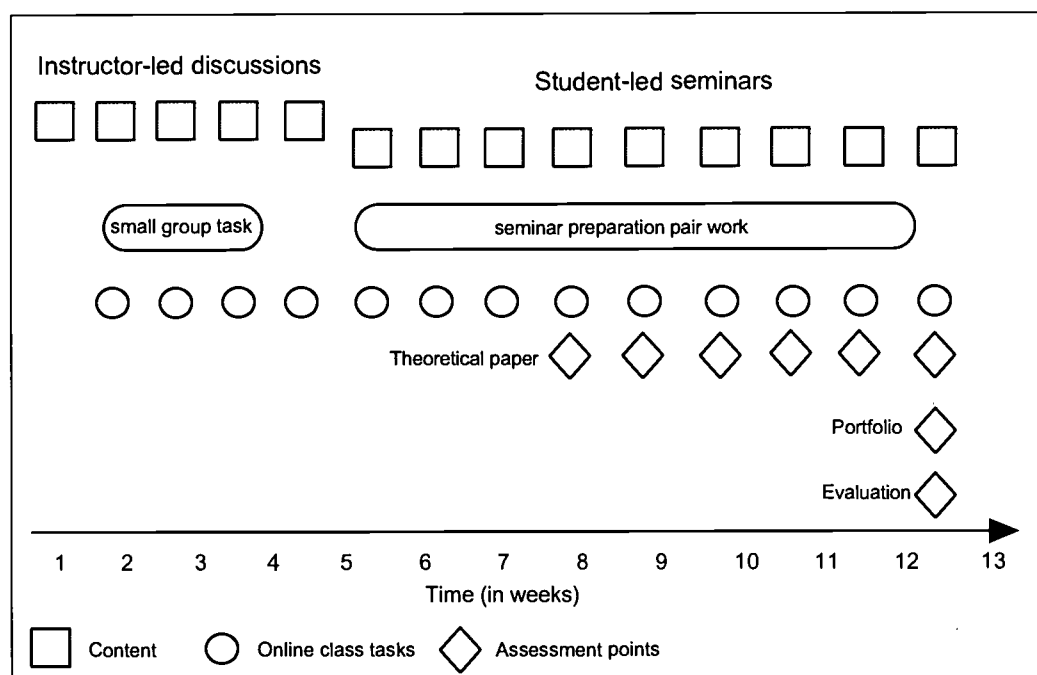 Instructor-led discussions
Student-led seminars
small group task
seminar preparation pair work
Theoretical paper
Portfolio
Evaluation
1 2 3 4 5 6 7 8 9 10 11 12 13
Time (in weeks)
Content Online class tasks Assessment points